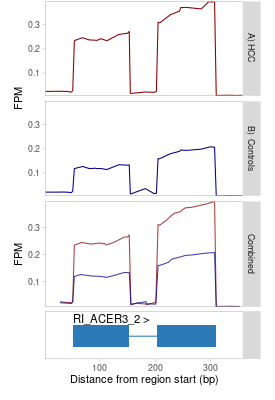 0.3
0.2
0.1
A) HCC
FPM
0.3
0.2
0.1
B) Controls
0.3
0.2
0.1
Combined
FPM
RI_ACER3_2 >
100
200
300
Distance from region start (bp)